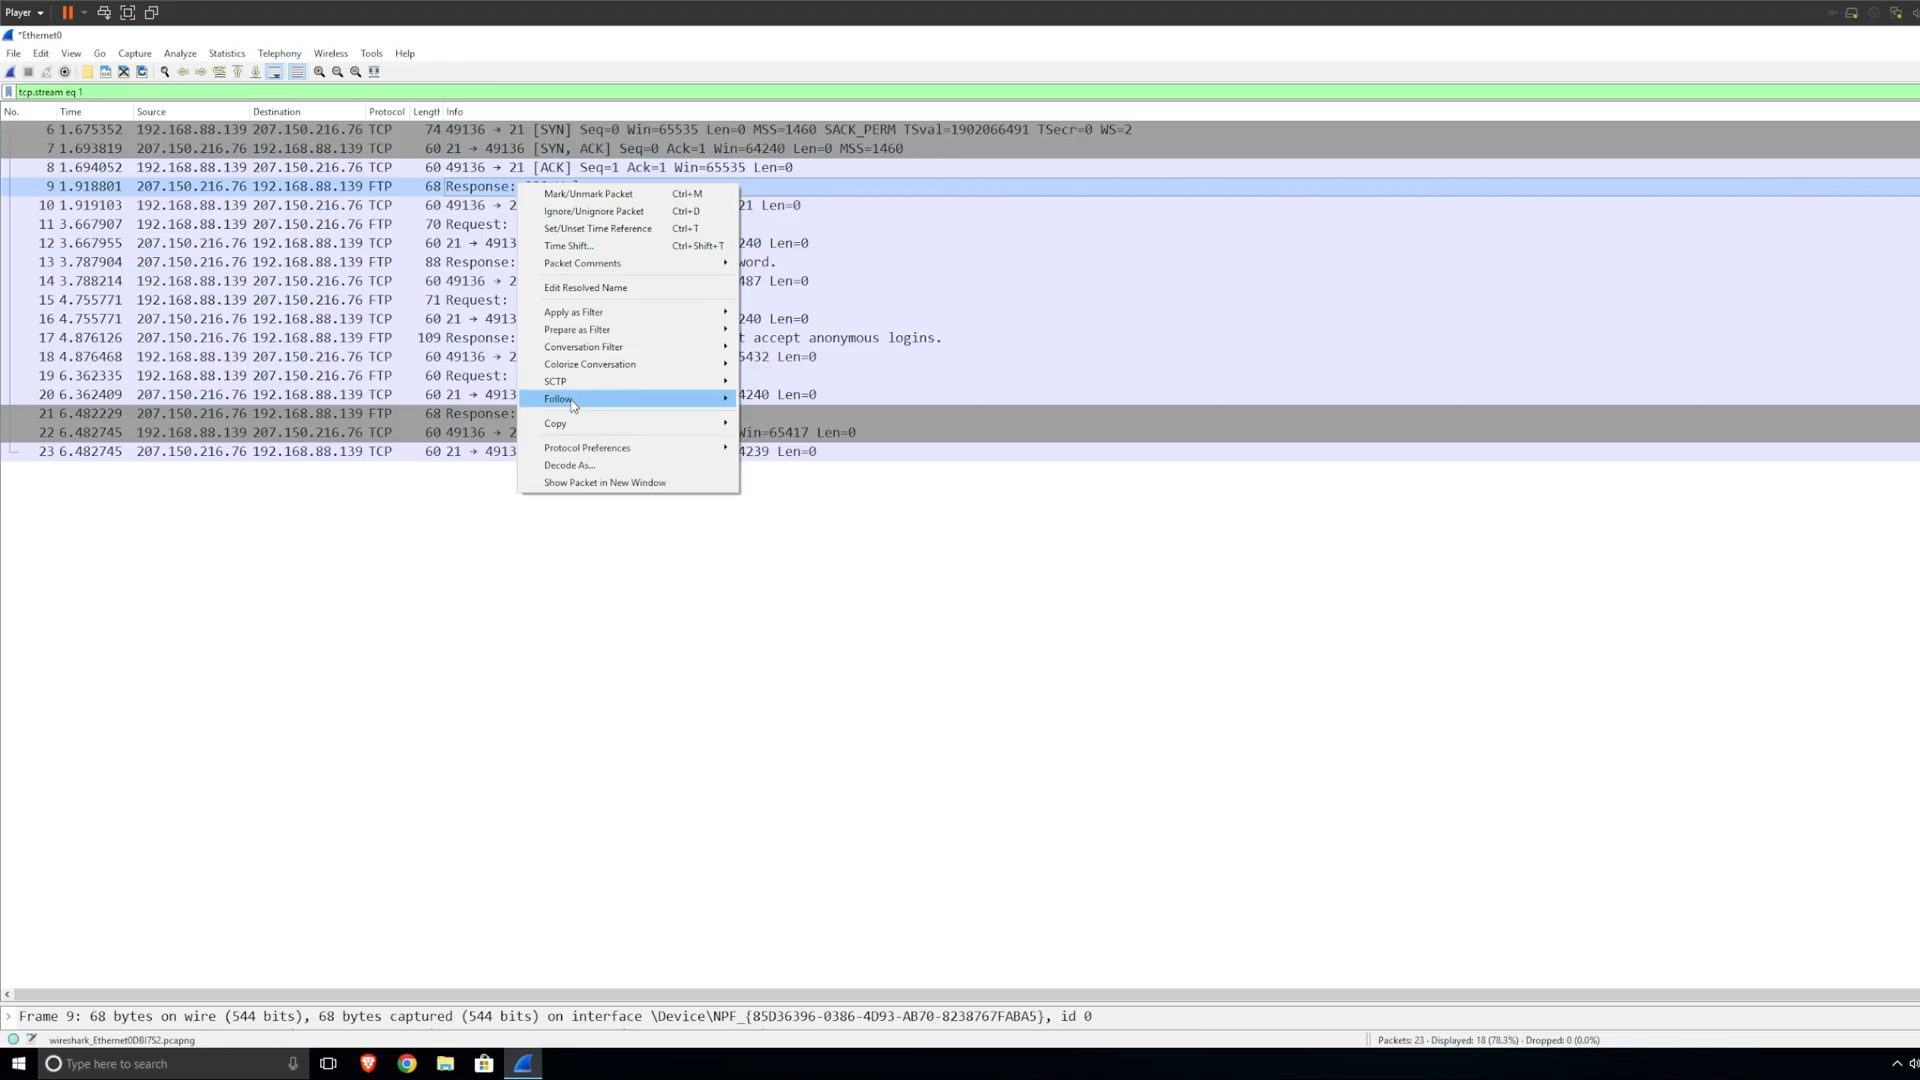 Player
*Ethernet0
File Edit View Go Capture Analyze Statistics Telephony Wireless Tools Help
tcp.stream eq 1
No. Time Source Destination Protocol Length Info
6 1.675352 192.168.88.139 207.150.216.76 TCP 74 49136 → 21 [SYN] Seq=0 Win=65535 Len=0 MSS=1460 SACK_PERM TSval=1902066491 TSecr=0 WS=2
7 1.693819 207.150.216.76 192.168.88.139 TCP 60 21 → 49136 [SYN, ACK] Seq=0 Ack=1 Win=64240 Len=0 MSS=1460
8 1.694052 192.168.88.139 207.150.216.76 TCP 60 49136 → 21 [ACK] Seq=1 Ack=1 Win=65535 Len=0
9 1.918801 207.150.216.76 192.168.88.139 FTP 68 Response:
10 1.919103 192.168.88.139 207.150.216.76 TCP 60 49136 → 2 21 Len=0
11 3.667907 192.168.88.139 207.150.216.76 FTP 70 Request:
12 3.667955 207.150.216.76 192.168.88.139 TCP 60 21 → 4913 240 Len=0
13 3.787904 207.150.216.76 192.168.88.139 FTP 88 Response: word.
14 3.788214 192.168.88.139 207.150.216.76 TCP 60 49136 → 2 487 Len=0
15 4.755771 192.168.88.139 207.150.216.76 FTP 71 Request:
16 4.755771 207.150.216.76 192.168.88.139 TCP 60 21 → 4913 240 Len=0
17 4.876126 207.150.216.76 192.168.88.139 FTP 109 Response: t accept anonymous logins.
18 4.876468 192.168.88.139 207.150.216.76 TCP 60 49136 → 2 5432 Len=0
19 6.362335 192.168.88.139 207.150.216.76 FTP 60 Request:
20 6.362409 207.150.216.76 192.168.88.139 TCP 60 21 → 4913 4240 Len=0
21 6.482229 207.150.216.76 192.168.88.139 FTP 68 Response:
22 6.482745 192.168.88.139 207.150.216.76 TCP 60 49136 → 2 Win=65417 Len=0
23 6.482745 207.150.216.76 192.168.88.139 TCP 60 21 → 4913 4239 Len=0
Mark/Unmark Packet Ctrl+M
Ignore/Unignore Packet Ctrl+D
Set/Unset Time Reference Ctrl+T
Time Shift... Ctrl+Shift+T
Packet Comments
Edit Resolved Name
Apply as Filter
Prepare as Filter
Conversation Filter
Colorize Conversation
SCTP
Follow
Copy
Protocol Preferences
Decode As...
Show Packet in New Window
Frame 9: 68 bytes on wire (544 bits), 68 bytes captured (544 bits) on interface \Device\NPF_{85D36396-0386-4D93-AB70-8238767FABA5}, id 0
wireshark_Ethernet0DBI7S2.pcapng
Packets: 23 · Displayed: 18 (78.3%) · Dropped: 0 (0.0%)
Type here to search